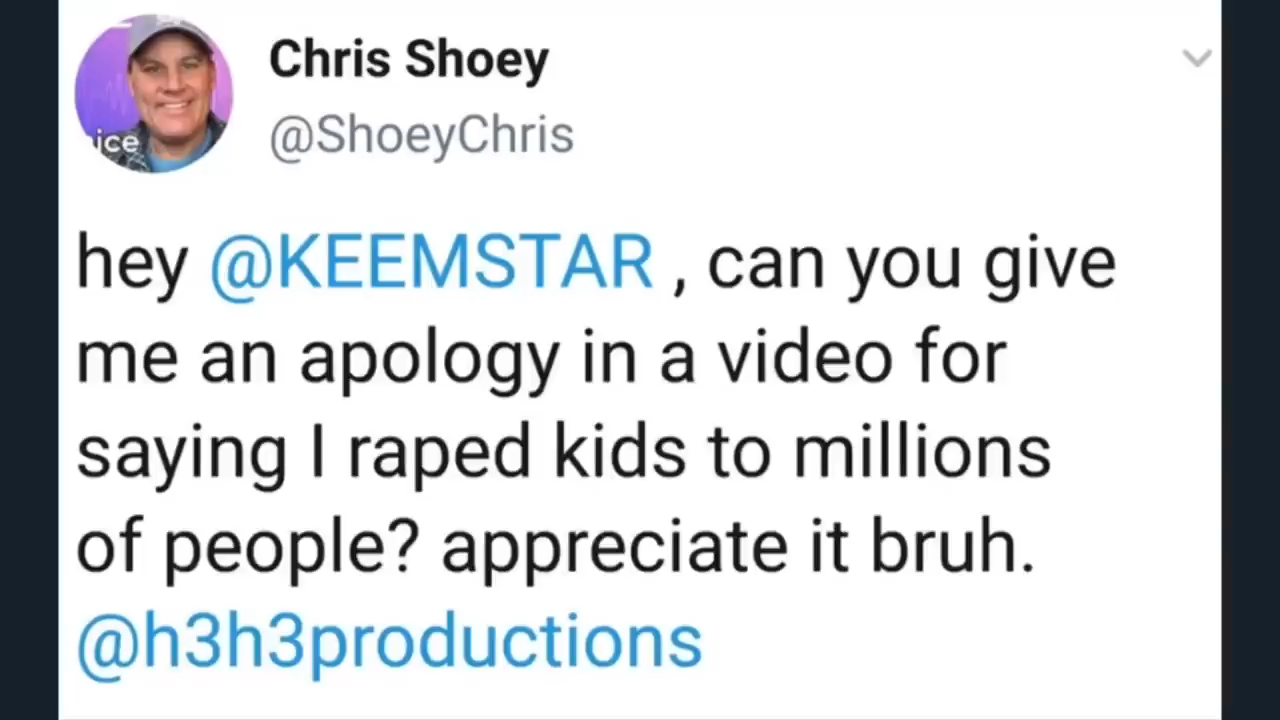 Chris Shoey
@ShoeyChris
ice
hey @KEEMSTAR , can you give
me an apology in a video for
saying I raped kids to millions
of people? appreciate it bruh.
@h3h3productions